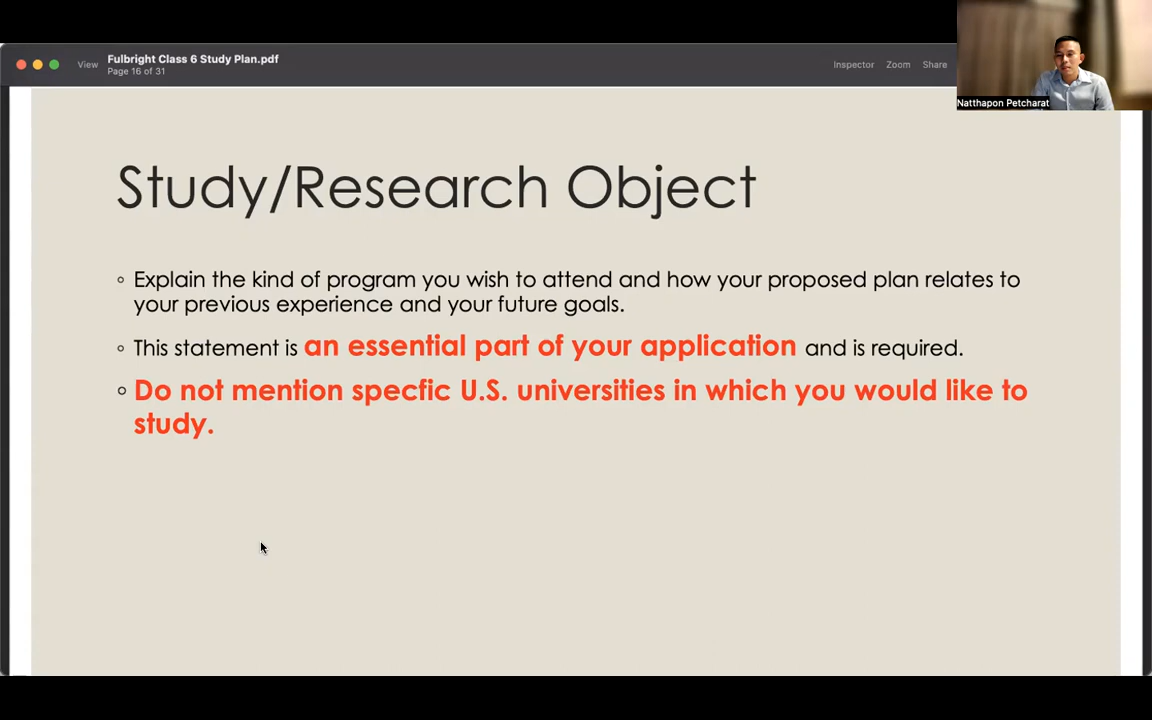 View
Fulbright Class 6 Study Plan.pdf
Page 16 of 31
Inspector
Zoom
Share
Natthapon Petcharat
Study/Research Object
◦ Explain the kind of program you wish to attend and how your proposed plan relates to
your previous experience and your future goals.
◦ This statement is an essential part of your application and is required.
◦ Do not mention specfic U.S. universities in which you would like to
study.